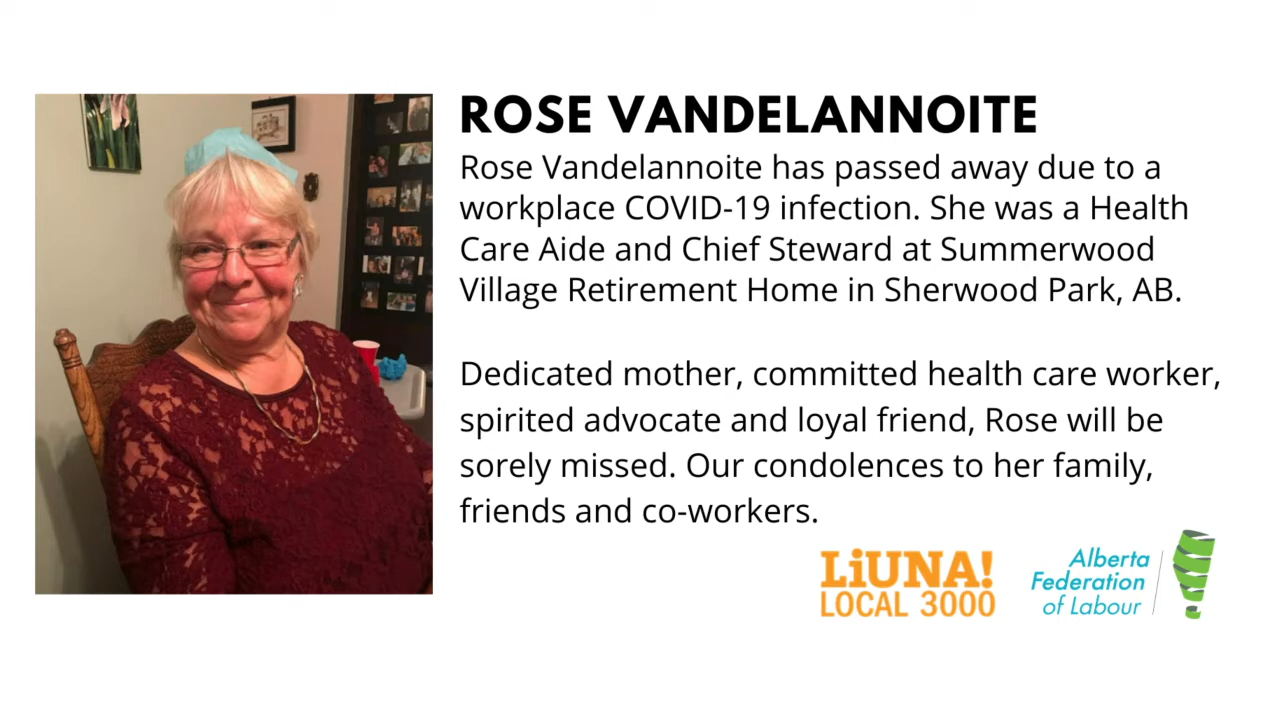 ROSE VANDELANNOITE
Rose Vandelannoite has passed away due to a
workplace COVID-19 infection. She was a Health
Care Aide and Chief Steward at Summerwood
Village Retirement Home in Sherwood Park, AB.
Dedicated mother, committed health care worker,
spirited advocate and loyal friend, Rose will be
sorely missed. Our condolences to her family,
friends and co-workers.
LiUNA!
LOCAL 3000
Alberta
Federation
of Labour